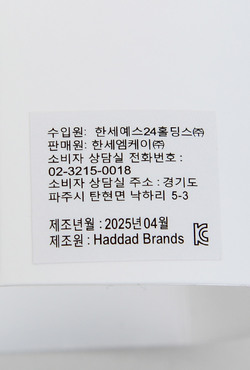 수입원: 한세예스24홀딩스㈜
판매원: 한세엠케이㈜
소비자 상담실 전화번호 :
02-3215-0018
소비자 상담실 주소 : 경기도
파주시 탄현면 낙하리 5-3
제조년월 : 2025년04월
제조원 : Haddad Brands